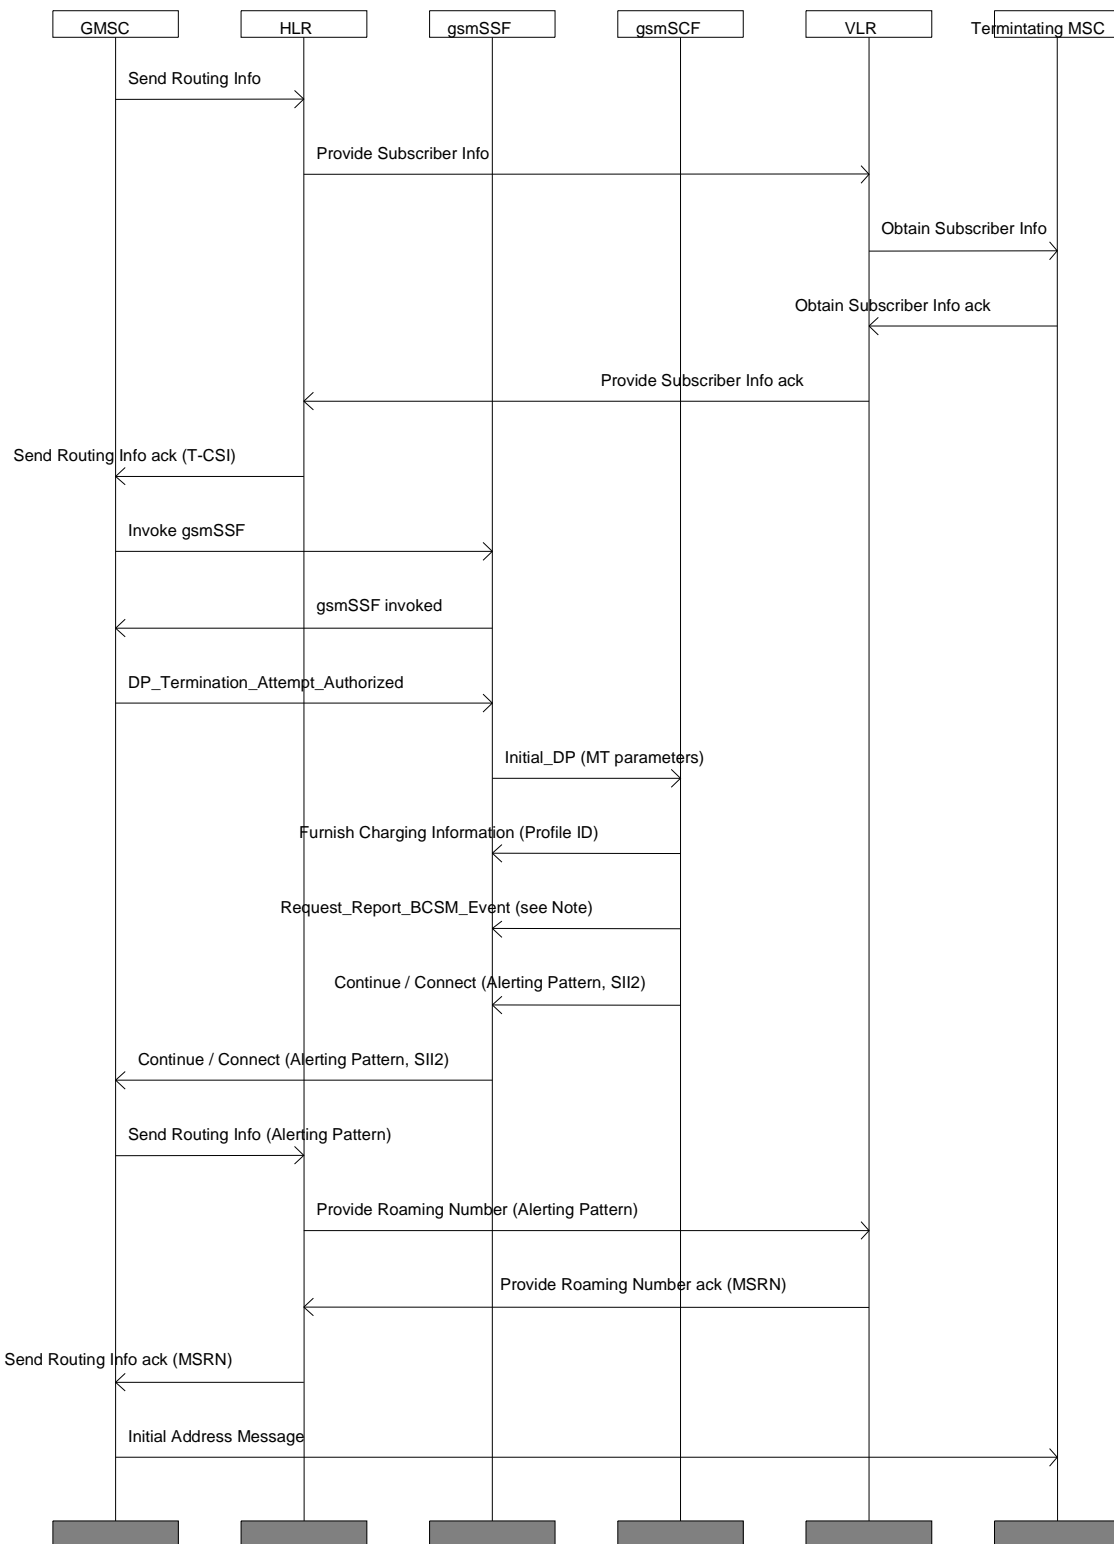 GMSC
HLR
gsmSSF
gsmSCF
VLR
Termintating MSC
Send Routing Info
Provide Subscriber Info
Obtain Subscriber Info
Obtain Subscriber Info ack
Provide Subscriber Info ack
Send Routing Info ack (T-CSI)
Invoke gsmSSF
gsmSSF invoked
DP_Termination_Attempt_Authorized
Initial_DP (MT parameters)
Furnish Charging Information (Profile ID)
Request_Report_BCSM_Event (see Note)
Continue / Connect (Alerting Pattern, SII2)
Continue / Connect (Alerting Pattern, SII2)
Send Routing Info (Alerting Pattern)
Provide Roaming Number (Alerting Pattern)
Provide Roaming Number ack (MSRN)
Send Routing Info ack (MSRN)
Initial Address Message